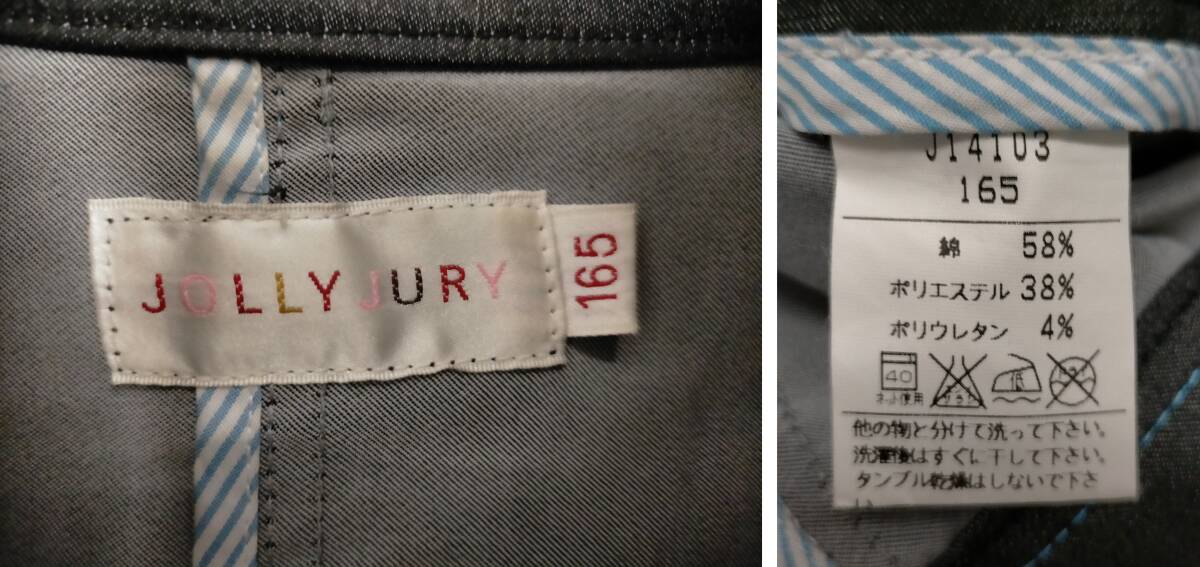 JOLLY JURY
165
J14103
165
綿 58%
ポリエステル 38%
ポリウレタン 4%
40
ネット使用
低
他の物と分けて洗って下さい。
洗濯後はすぐに干して下さい。
タンブル乾燥はしないで下さ
い